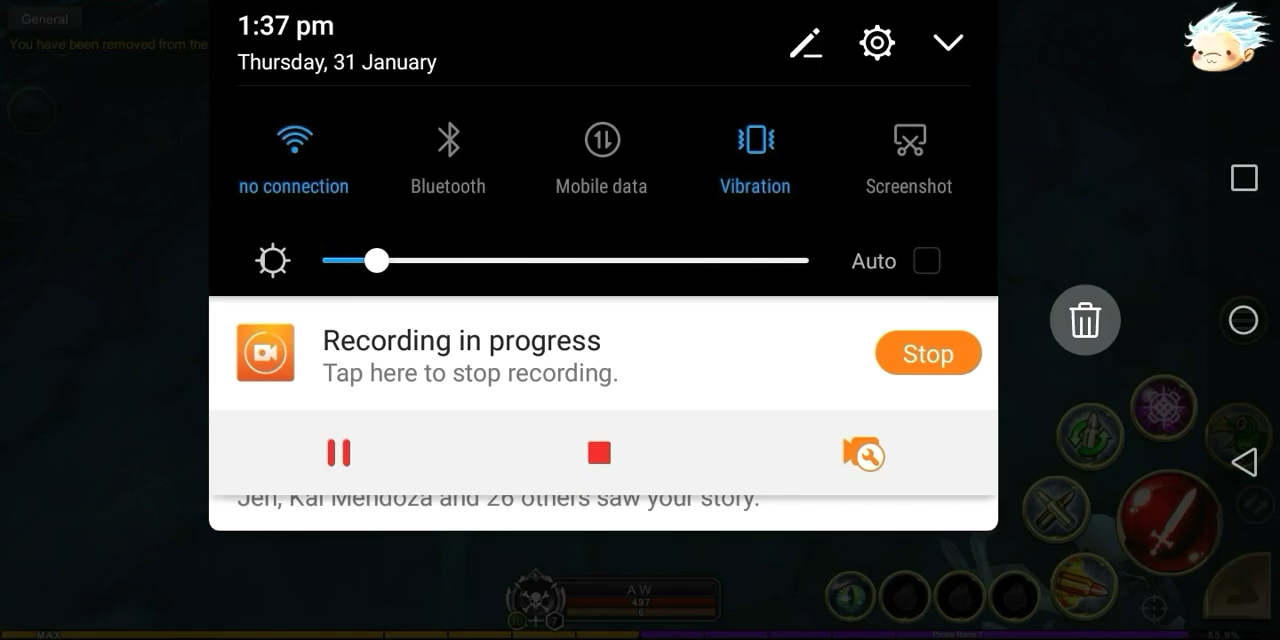 General
You have been removed from the
1:37 pm
Thursday, 31 January
no connection
Bluetooth
Mobile data
Vibration
Screenshot
Auto
Recording in progress
Tap here to stop recording.
Stop
Jen, Kai Mendoza and 26 others saw your story.
A W
497
MAX